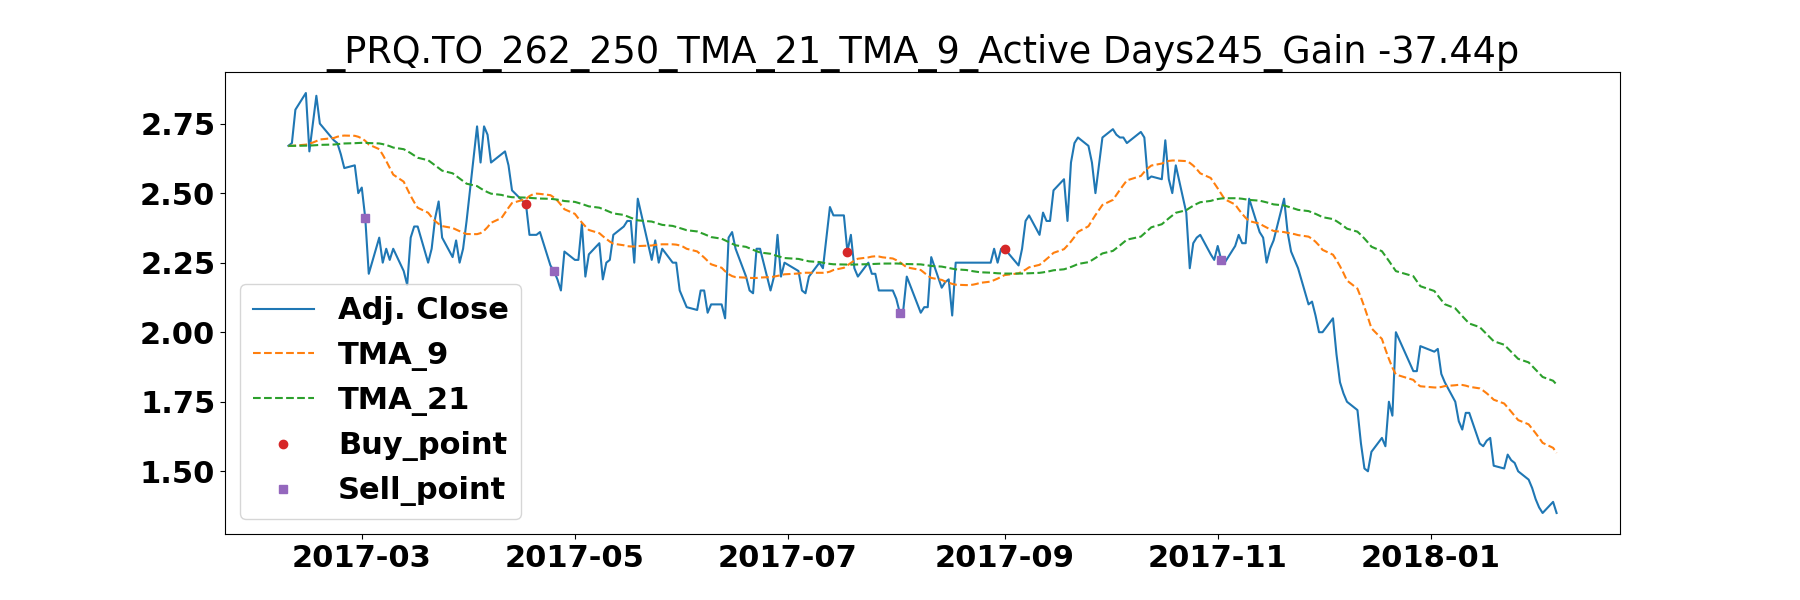 _PRQ.TO_262_250_TMA_21_TMA_9_Active Days245_Gain -37.44p
2.75
2.50
2.25
2.00
1.75
1.50
Adj. Close
TMA_9
TMA_21
Buy_point
Sell_point
2017-03 2017-05 2017-07 2017-09 2017-11 2018-01